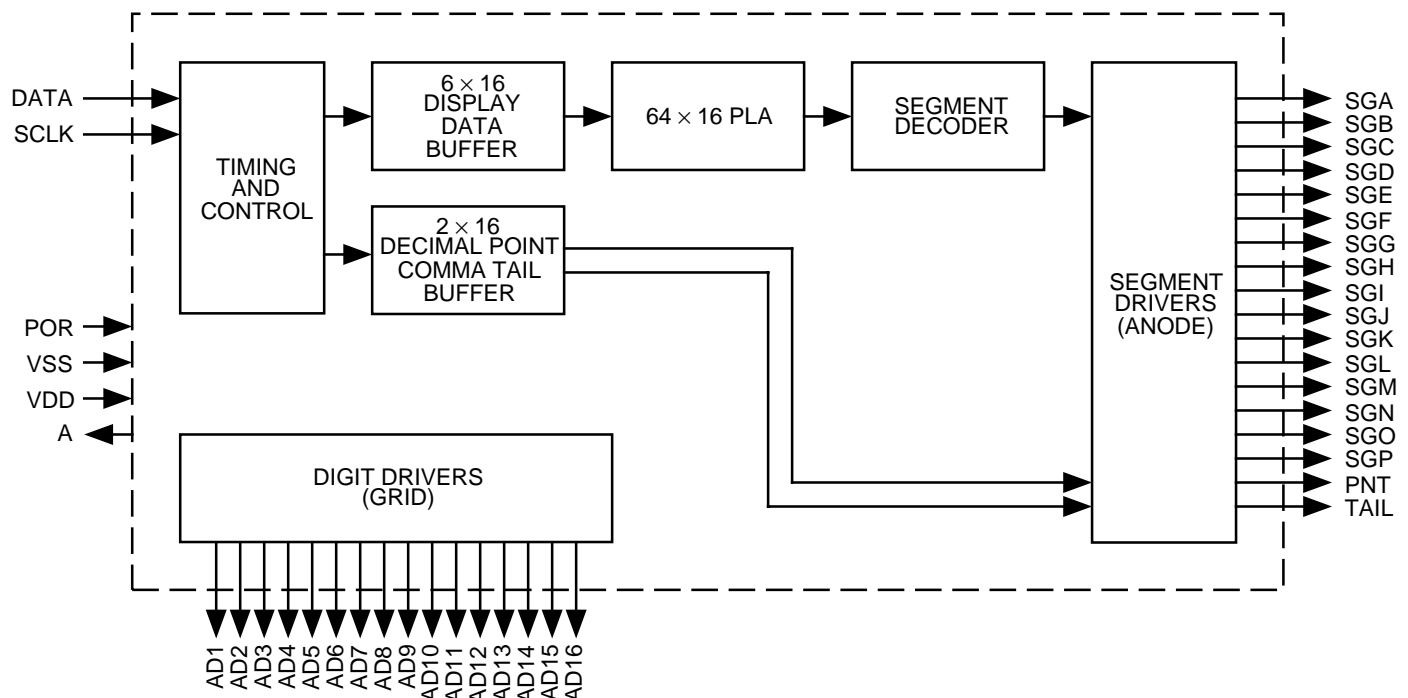 DATA
SCLK
POR
VSS
VDD
A
TIMING
AND
CONTROL
6 × 16
DISPLAY
DATA
BUFFER
64 × 16 PLA
SEGMENT
DECODER
2 × 16
DECIMAL POINT
COMMA TAIL
BUFFER
SEGMENT
DRIVERS
(ANODE)
DIGIT DRIVERS
(GRID)
SGA
SGB
SGC
SGD
SGE
SGF
SGG
SGH
SGI
SGJ
SGK
SGL
SGM
SGN
SGO
SGP
PNT
TAIL
AD1
AD2
AD3
AD4
AD5
AD6
AD7
AD8
AD9
AD10
AD11
AD12
AD13
AD14
AD15
AD16